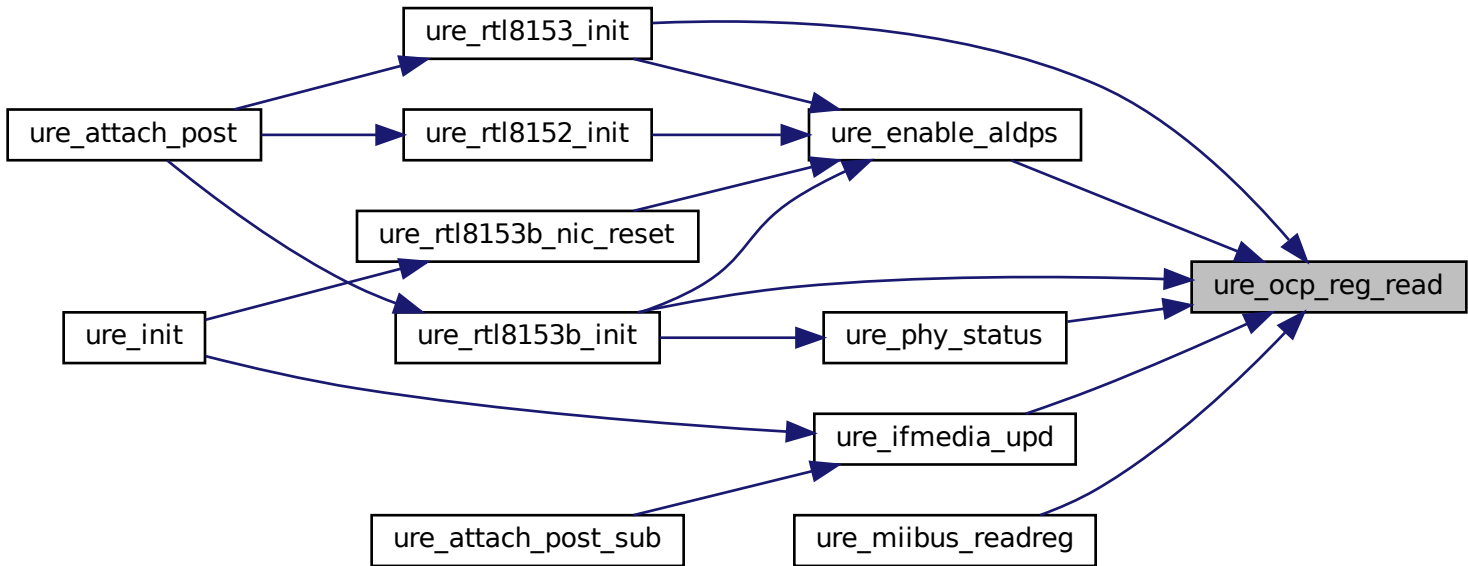 ure_rtl8153_init
ure_attach_post
ure_rtl8152_init
ure_enable_aldps
ure_rtl8153b_nic_reset
ure_ocp_reg_read
ure_init
ure_rtl8153b_init
ure_phy_status
ure_ifmedia_upd
ure_attach_post_sub
ure_miibus_readreg